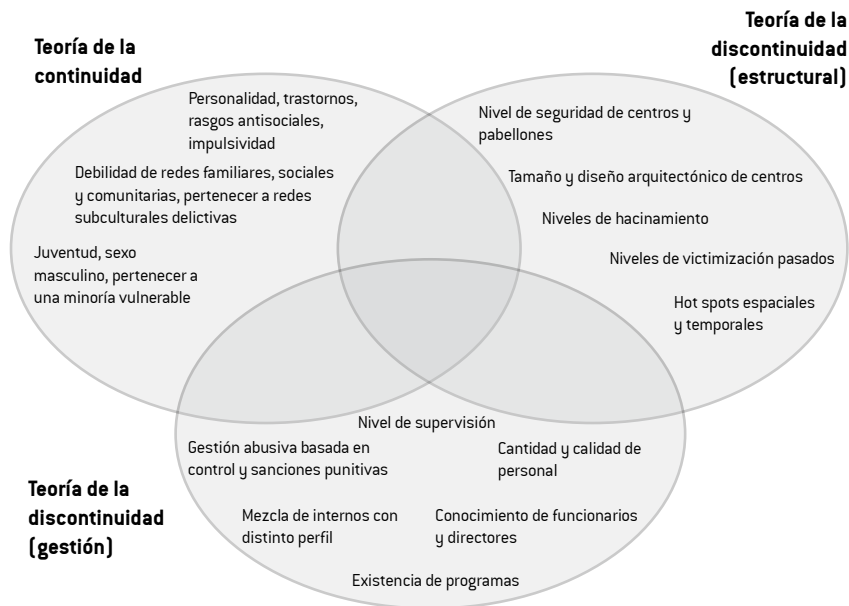 Teoría de la
continuidad
Teoría de la
discontinuidad
(estructural)
Personalidad, trastornos,
rasgos antisociales,
impulsividad
Debilidad de redes familiares, sociales
y comunitarias, pertenecer a redes
subculturales delictivas
Juventud, sexo
masculino, pertenecer a
una minoría vulnerable
Nivel de seguridad de centros y
pabellones
Tamaño y diseño arquitectónico de centros
Niveles de hacinamiento
Niveles de victimización pasados
Hot spots espaciales
y temporales
Nivel de supervisión
Gestión abusiva basada en
control y sanciones punitivas
Cantidad y calidad de
personal
Teoría de la
discontinuidad
(gestión)
Mezcla de internos con
distinto perfil
Conocimiento de funcionarios
y directores
Existencia de programas